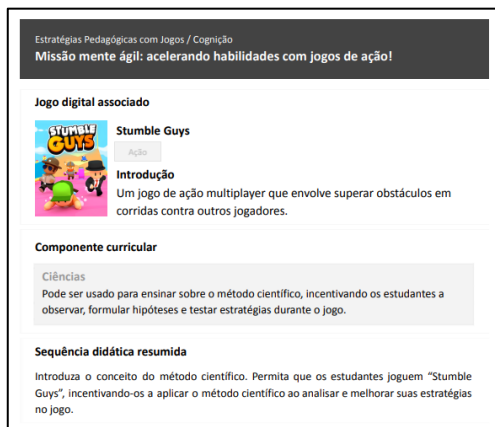 Estratégias Pedagógicas com Jogos / Cognição
Missão mente ágil: acelerando habilidades com jogos de ação!
Jogo digital associado
STUMBLE
GUYS
Stumble Guys
Ação
Introdução
Um jogo de ação multiplayer que envolve superar obstáculos em
corridas contra outros jogadores.
Componente curricular
Ciências
Pode ser usado para ensinar sobre o método científico, incentivando os estudantes a
observar, formular hipóteses e testar estratégias durante o jogo.
Sequência didática resumida
Introduza o conceito do método científico. Permita que os estudantes joguem “Stumble
Guys”, incentivando-os a aplicar o método científico ao analisar e melhorar suas estratégias
no jogo.